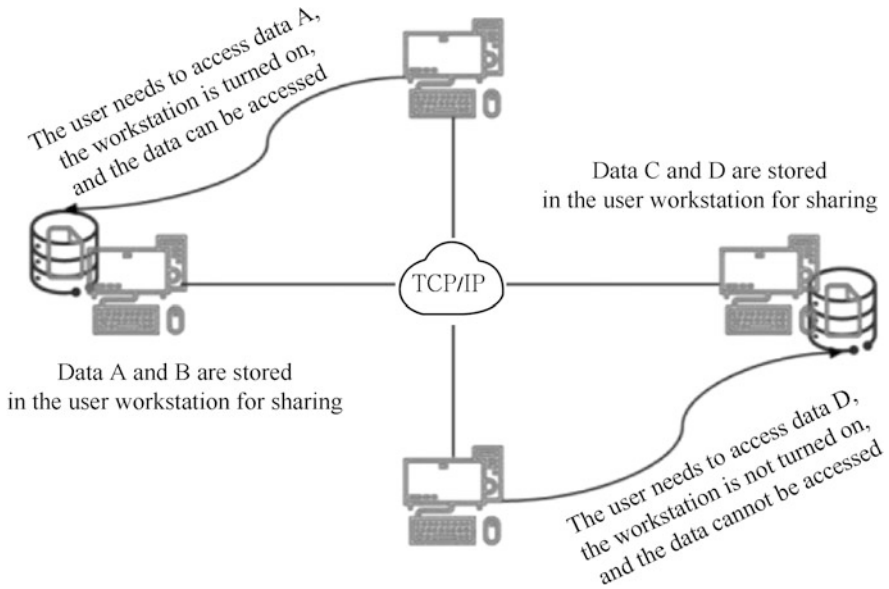 The user needs to access data A,
the workstation is turned on,
and the data can be accessed
Data C and D are stored
in the user workstation for sharing
TCP/IP
Data A and B are stored
in the user workstation for sharing
The user needs to access data D,
the workstation is not turned on,
and the data cannot be accessed